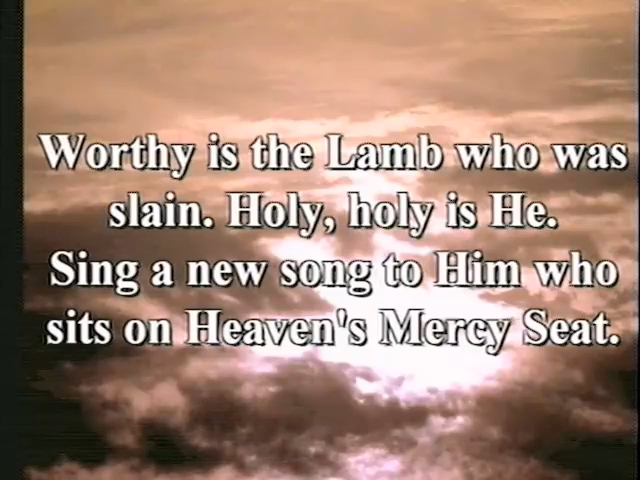 Worthy is the Lamb who was
slain. Holy, holy is He.
Sing a new song to Him who
sits on Heaven's Mercy Seat.